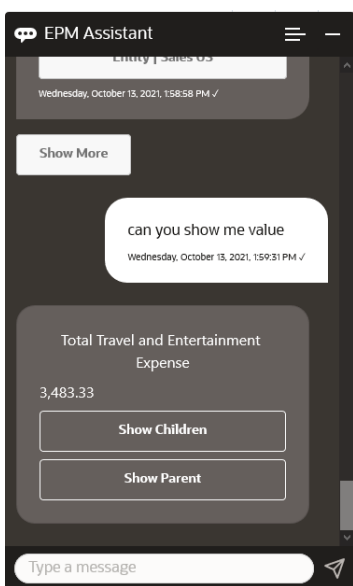 EPM Assistant
Entity | Sales US
Wednesday, October 13, 2021, 1:58:58 PM ✓
Show More
can you show me value
Wednesday, October 13, 2021, 1:59:31 PM ✓
Total Travel and Entertainment
Expense
3,483.33
Show Children
Show Parent
Type a message